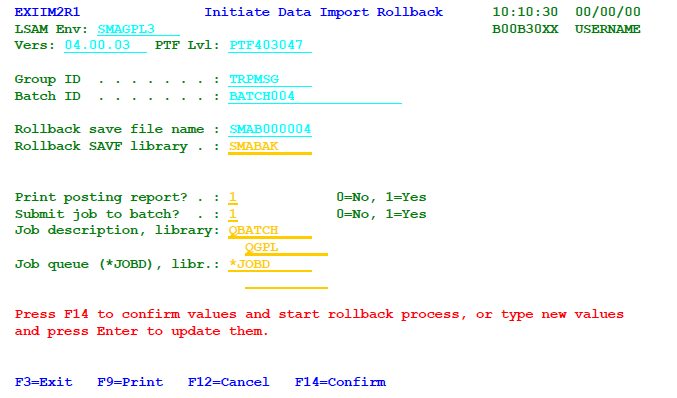 EXIIM2R1 Initiate Data Import Rollback 10:10:30 00/00/00
LSAM Env: SMAGPL3 B00B30XX USERNAME
Vers: 04.00.03 PTF Lvl: PTF403047
Group ID . . . . . . . : TRPMSG
Batch ID . . . . . . . : BATCH004
Rollback save file name : SMAB000004
Rollback SAVF library . : SMABAK
Print posting report? . : 1 0=No, 1=Yes
Submit job to batch? . : 1 0=No, 1=Yes
Job description, library: QBATCH
QGPL
Job queue (*JOBD), libr.: *JOBD
Press F14 to confirm values and start rollback process, or type new values
and press Enter to update them.
F3=Exit F9=Print F12=Cancel F14=Confirm